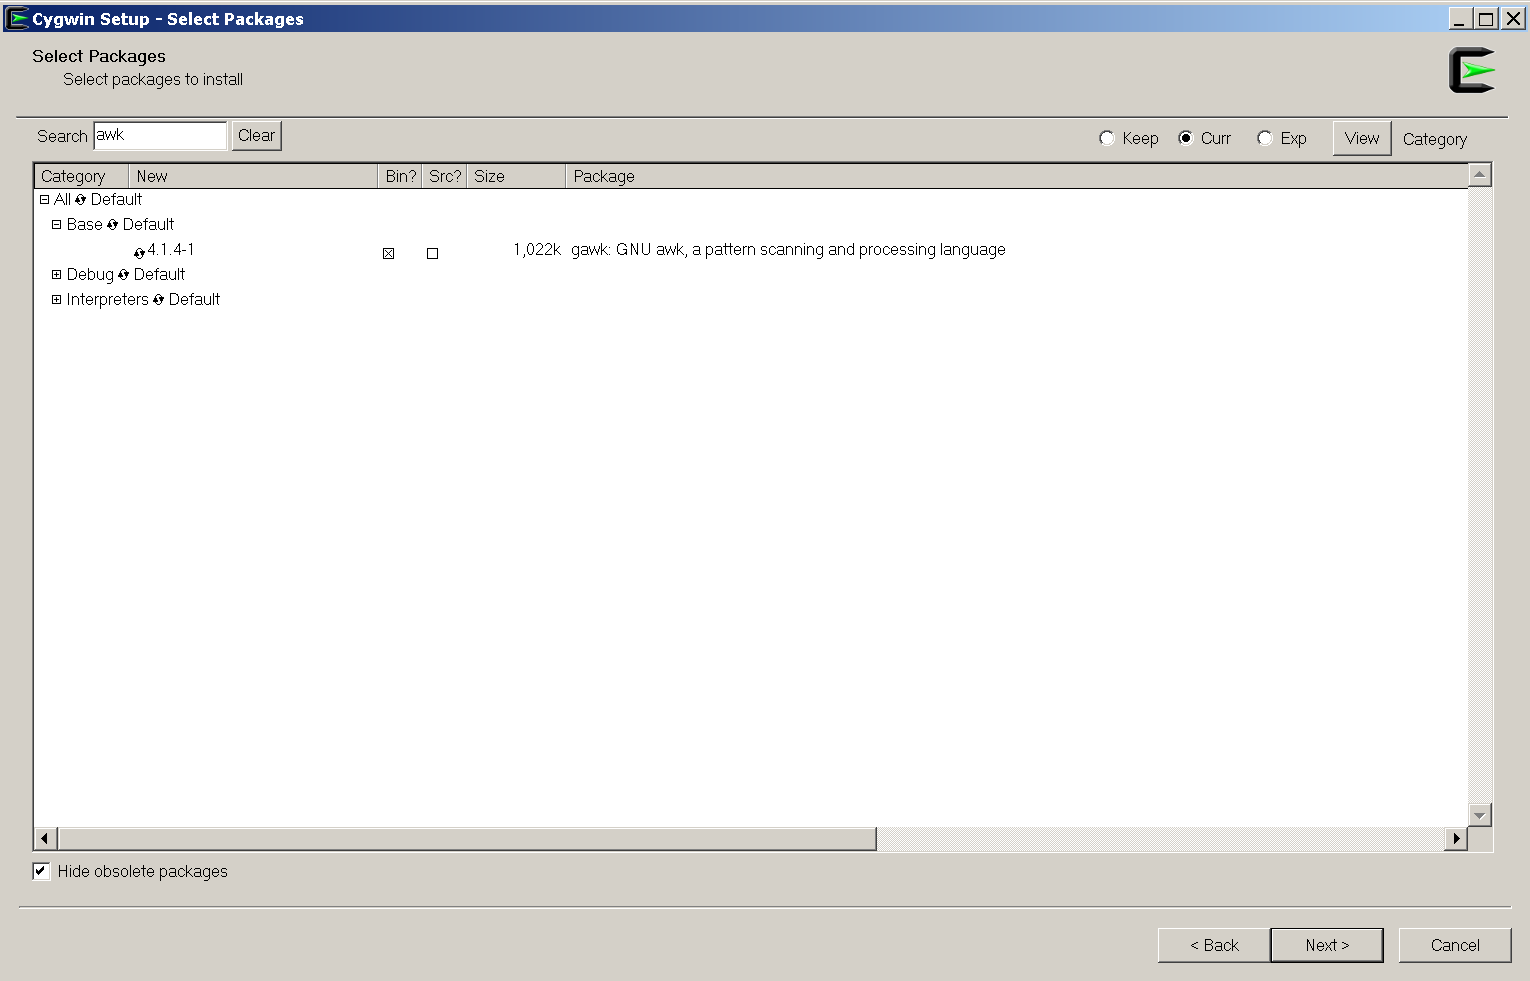 Cygwin Setup - Select Packages
Select Packages
Select packages to install
Search awk Clear Keep Curr Exp View Category
Category New Bin? Src? Size Package
All Default
Base Default
4.1.4-1 1,022k gawk: GNU awk, a pattern scanning and processing language
Debug Default
Interpreters Default
Hide obsolete packages
< Back Next > Cancel